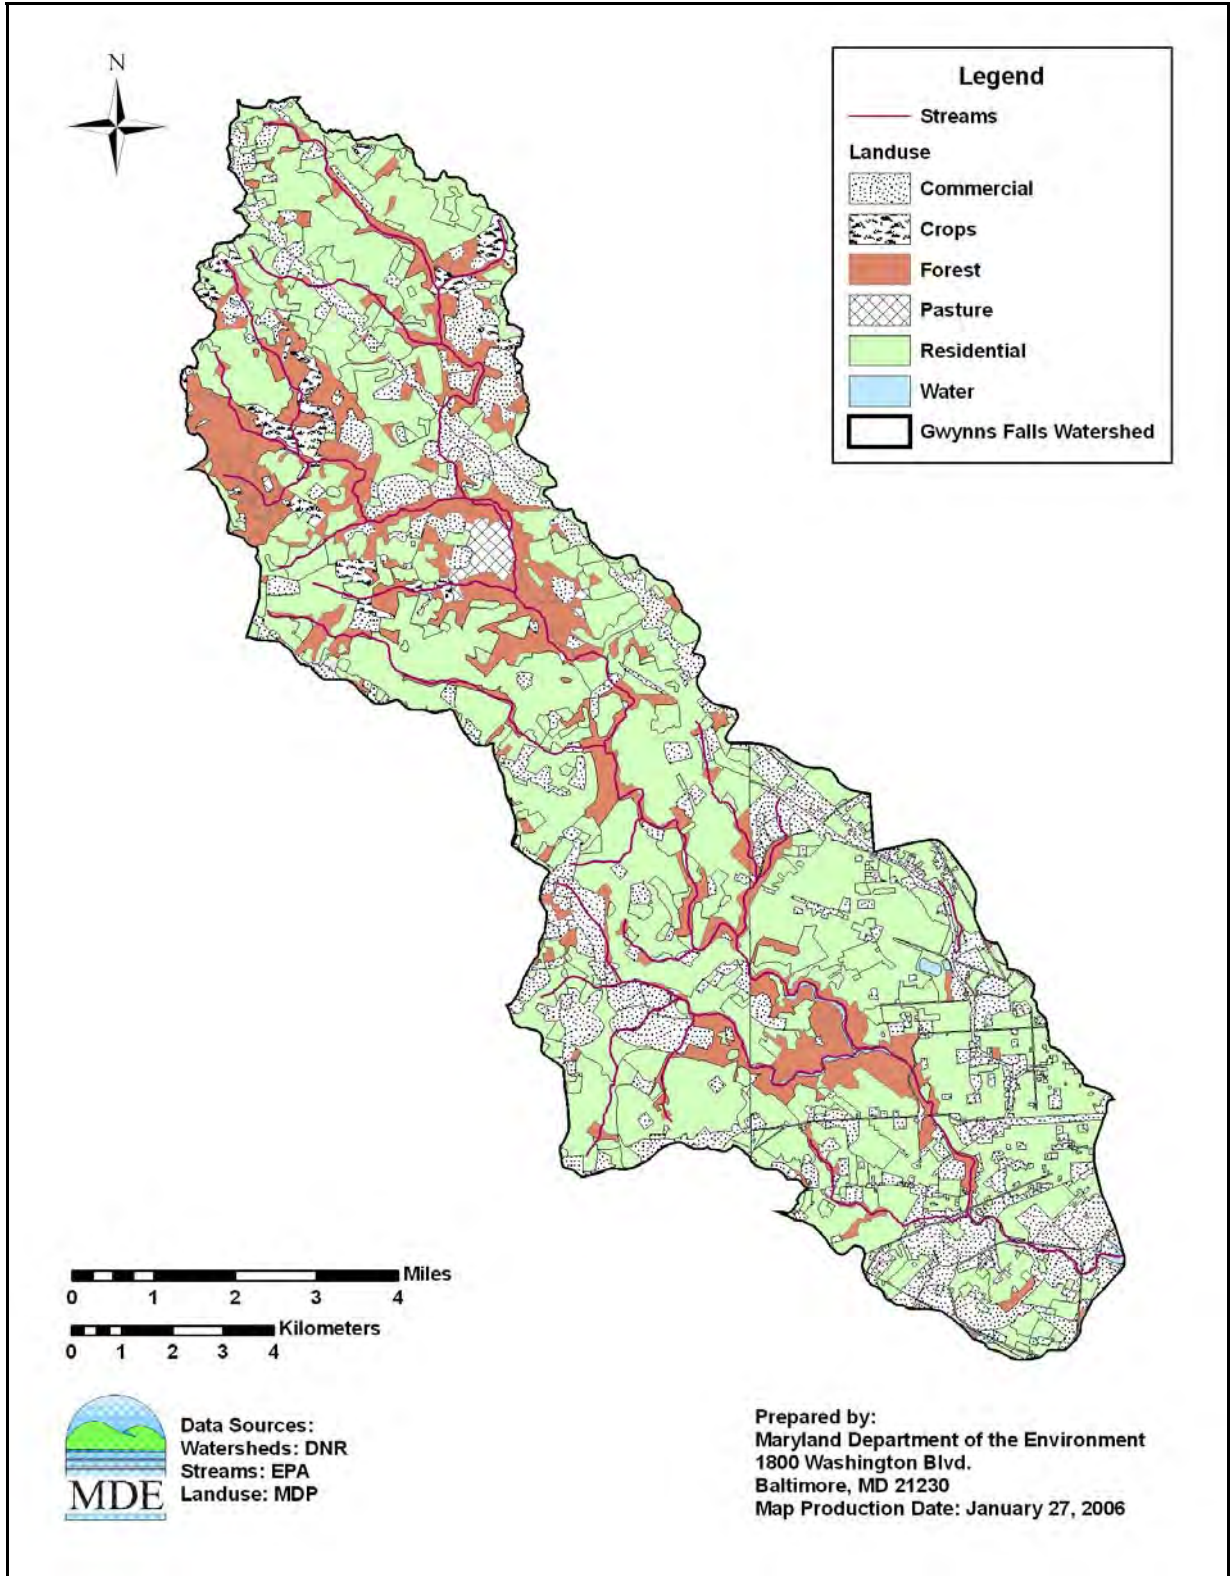 N
Legend
Streams
Landuse
Commercial
Crops
Forest
Pasture
Residential
Water
Gwynns Falls Watershed
Miles
0 1 2 3 4
Kilometers
0 1 2 3 4
MDE
Data Sources:
Watersheds: DNR
Streams: EPA
Landuse: MDP
Prepared by:
Maryland Department of the Environment
1800 Washington Blvd.
Baltimore, MD 21230
Map Production Date: January 27, 2006